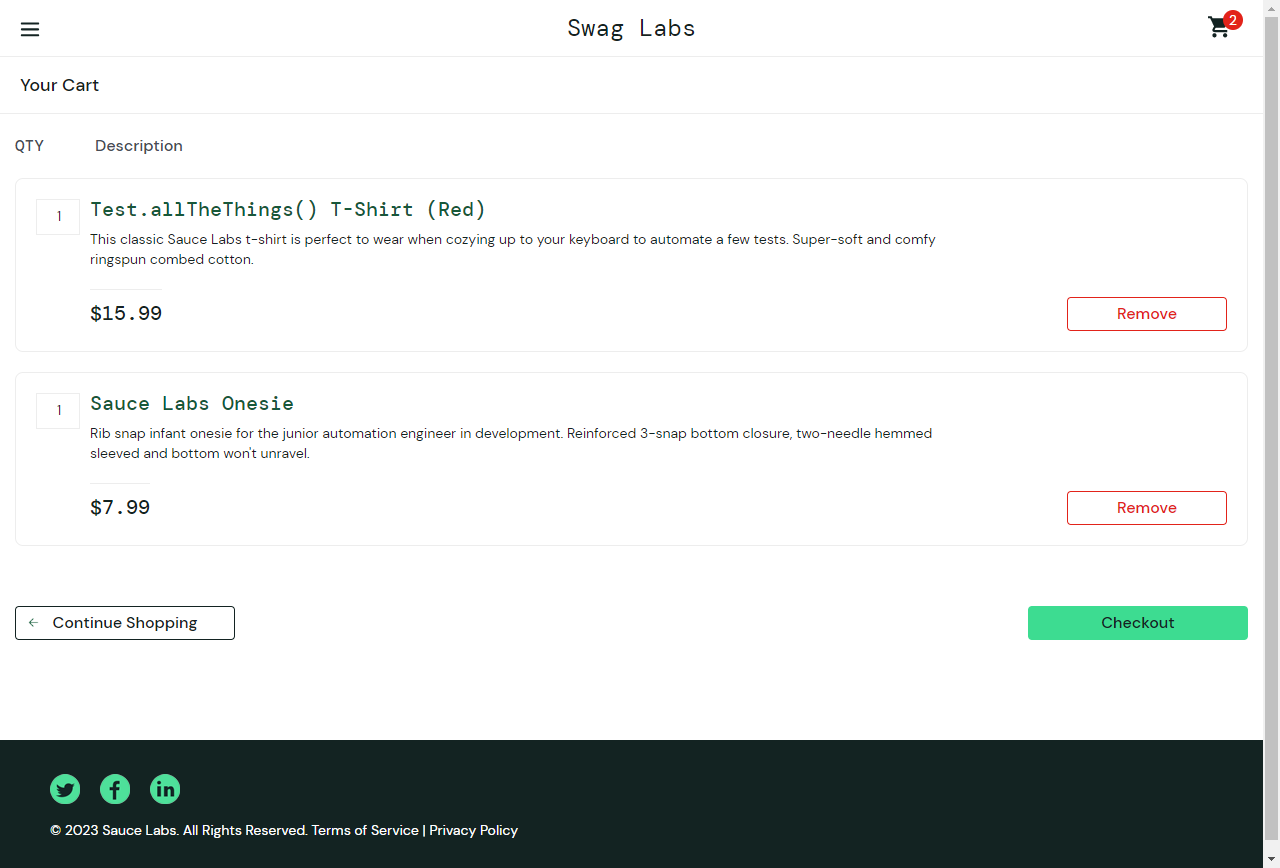 Swag Labs
2
Your Cart
QTY Description
1 Test.allTheThings() T-Shirt (Red)
This classic Sauce Labs t-shirt is perfect to wear when cozying up to your keyboard to automate a few tests. Super-soft and comfy
ringspun combed cotton.
$15.99 Remove
1 Sauce Labs Onesie
Rib snap infant onesie for the junior automation engineer in development. Reinforced 3-snap bottom closure, two-needle hemmed
sleeved and bottom won't unravel.
$7.99 Remove
Continue Shopping Checkout
© 2023 Sauce Labs. All Rights Reserved. Terms of Service | Privacy Policy